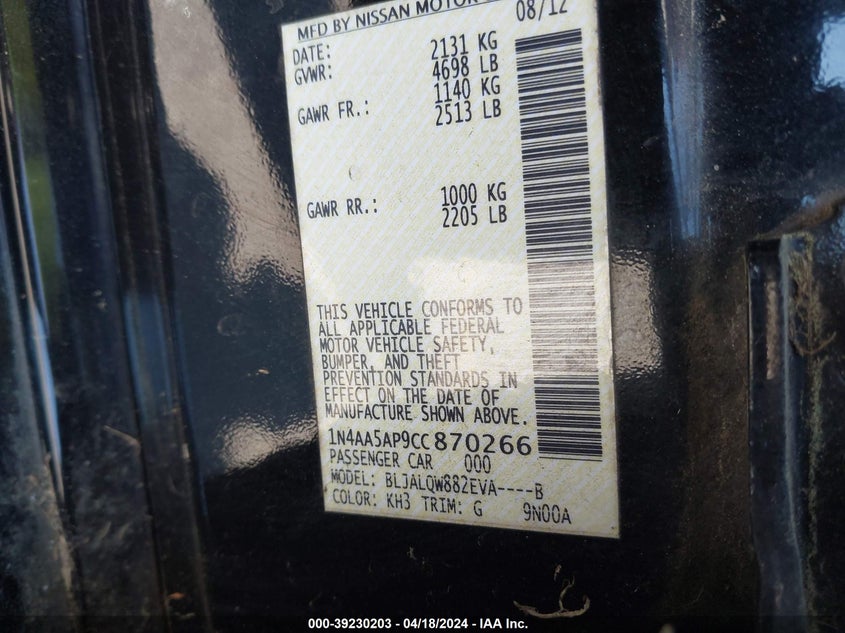 MFD BY NISSAN MOTOR
DATE: 08/12
GVWR: 2131 KG
4698 LB
GAWR FR.: 1140 KG
2513 LB
GAWR RR.: 1000 KG
2205 LB
THIS VEHICLE CONFORMS TO
ALL APPLICABLE FEDERAL
MOTOR VEHICLE SAFETY,
BUMPER, AND THEFT
PREVENTION STANDARDS IN
EFFECT ON THE DATE OF
MANUFACTURE SHOWN ABOVE.
1N4AA5AP9CC870266
PASSENGER CAR 000
MODEL: BLJALQW882EVA----B
COLOR: KH3 TRIM: G 9N00A
000-39230203 - 04/18/2024 - IAA Inc.